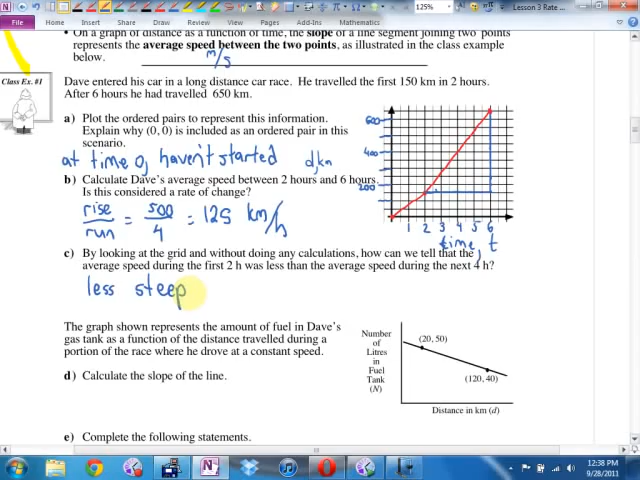 125%
Lesson 3 Rate
File
Home
Insert
Share
Draw
Review
View
Mathematics
• On a graph of distance as a function of time, the slope of a line segment joining two points
represents the average speed between the two points, as illustrated in the class example
below.
m/s
Class Ex. #1
Dave entered his car in a long distance car race. He travelled the first 150 km in 2 hours.
After 6 hours he had travelled 650 km.
a) Plot the ordered pairs to represent this information.
Explain why (0, 0) is included as an ordered pair in this
scenario.
at time 0, haven't started
d, km
600
400
200
1 2 3 4 5 6
time, t
b) Calculate Dave's average speed between 2 hours and 6 hours.
Is this considered a rate of change?
rise/run = 500/4 = 125 km/h
c) By looking at the grid and without doing any calculations, how can we tell that the
average speed during the first 2 h was less than the average speed during the next 4 h?
less steep
The graph shown represents the amount of fuel in Dave's
gas tank as a function of the distance travelled during a
portion of the race where he drove at a constant speed.
Number
of
Litres
in
Fuel
Tank
(N)
(20, 50)
(120, 40)
Distance in km (d)
d) Calculate the slope of the line.
e) Complete the following statements.
12:38 PM
9/28/2011